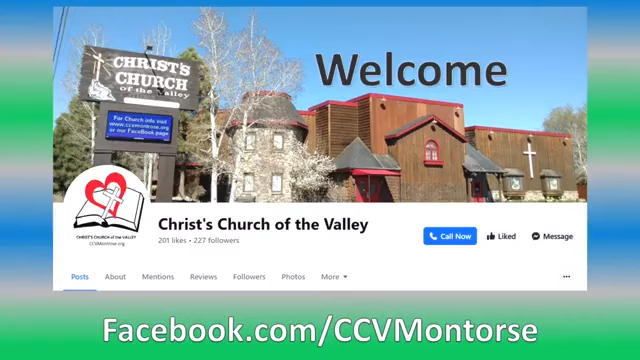 Welcome
CHRIST'S
CHURCH
of the Valley
For Church info visit
www.ccvmontrose.org
or our FaceBook page
CHRIST'S CHURCH of the VALLEY
CCVMontrose.org
Christ's Church of the Valley
201 likes • 227 followers
Call Now
Liked
Message
Posts About Mentions Reviews Followers Photos More
Facebook.com/CCVMontorse